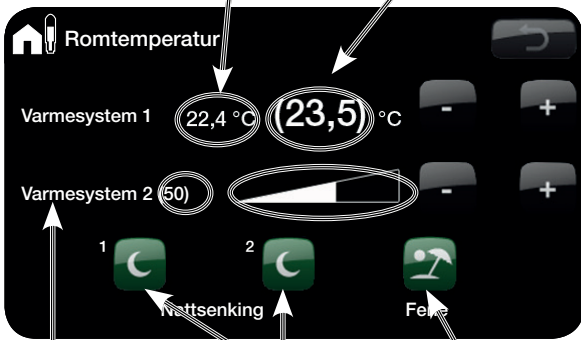 Romtemperatur
Varmesystem 1 22,4 °C (23,5) °C - +
Varmesystem 2 (50) - +
1 2
Nattsenking Ferie